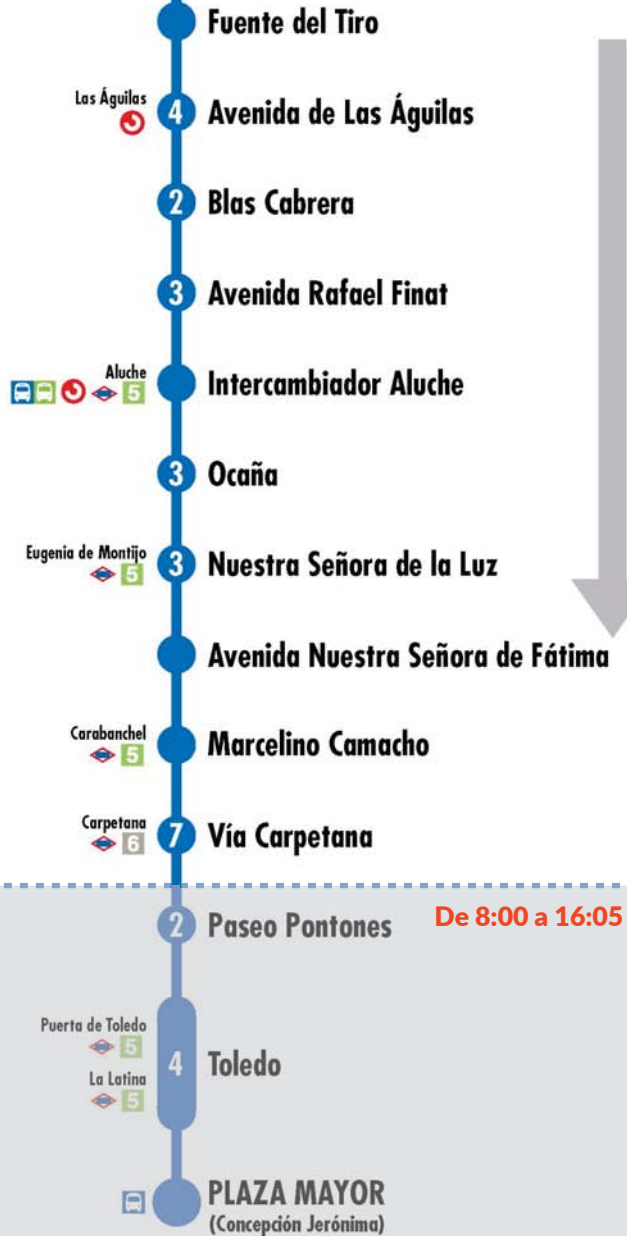 Fuente del Tiro
Las Águilas
4 Avenida de Las Águilas
2 Blas Cabrera
3 Avenida Rafael Finat
Aluche
5
Intercambiador Aluche
3 Ocaña
Eugenia de Montijo
5
3 Nuestra Señora de la Luz
Avenida Nuestra Señora de Fátima
Carabanchel
5
Marcelino Camacho
Carpetana
6
7 Vía Carpetana
2 Paseo Pontones
De 8:00 a 16:05
Puerta de Toledo
5
La Latina
5
4 Toledo
PLAZA MAYOR
(Concepción Jerónima)